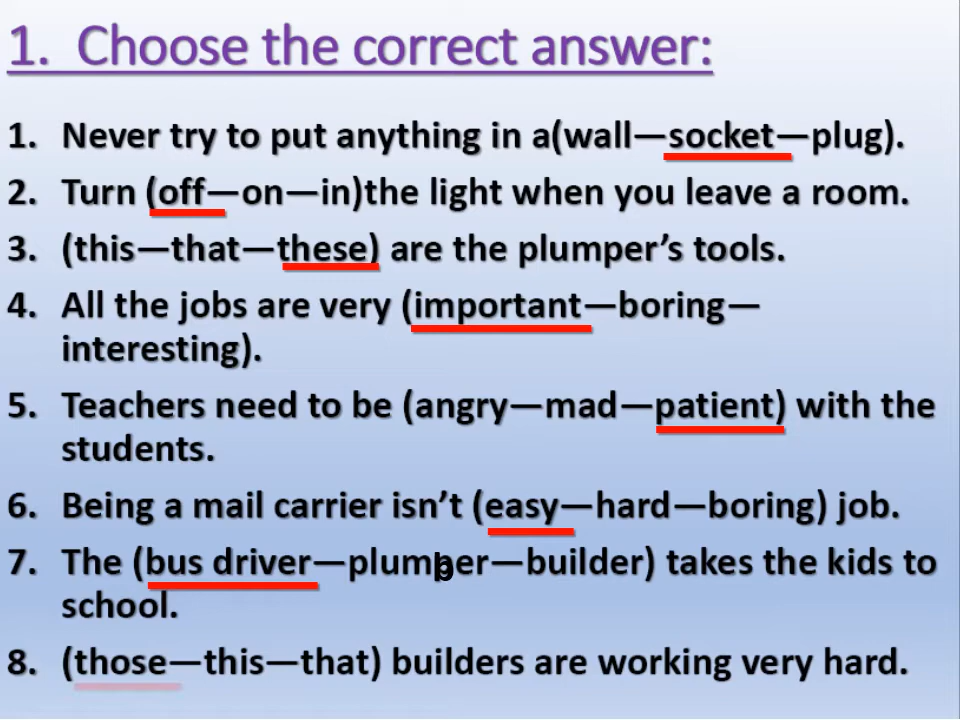 1. Choose the correct answer:
1. Never try to put anything in a(wall—socket—plug).
2. Turn (off—on—in)the light when you leave a room.
3. (this—that—these) are the plumper’s tools.
4. All the jobs are very (important—boring—
interesting).
5. Teachers need to be (angry—mad—patient) with the
students.
6. Being a mail carrier isn’t (easy—hard—boring) job.
7. The (bus driver—plumber—builder) takes the kids to
school.
8. (those—this—that) builders are working very hard.